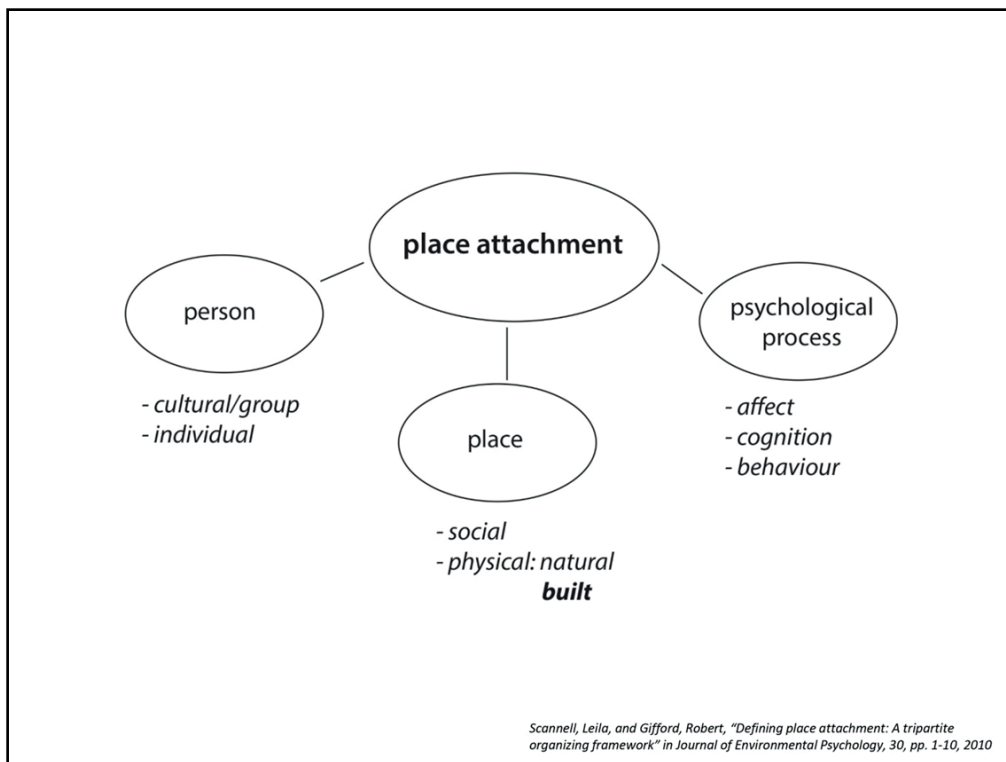 place attachment
person
- cultural/group
- individual
place
- social
- physical: natural
built
psychological
process
- affect
- cognition
- behaviour
Scannell, Leila, and Gifford, Robert, “Defining place attachment: A tripartite
organizing framework” in Journal of Environmental Psychology, 30, pp. 1-10, 2010